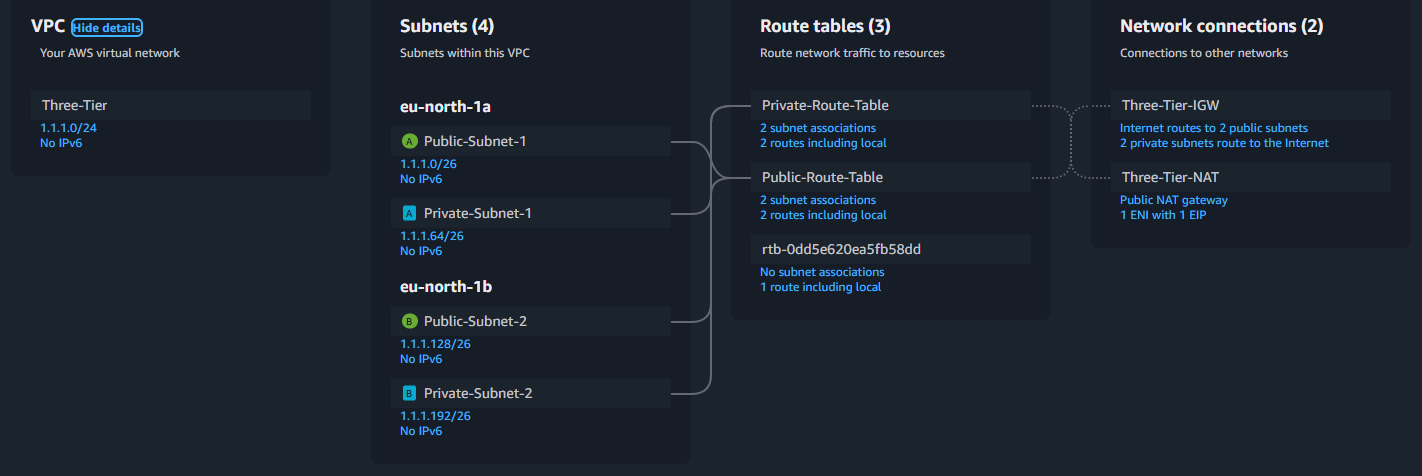 VPC Hide details
Your AWS virtual network
Three-Tier
1.1.1.0/24
No IPv6
Subnets (4)
Subnets within this VPC
eu-north-1a
A Public-Subnet-1
1.1.1.0/26
No IPv6
A Private-Subnet-1
1.1.1.64/26
No IPv6
eu-north-1b
B Public-Subnet-2
1.1.1.128/26
No IPv6
B Private-Subnet-2
1.1.1.192/26
No IPv6
Route tables (3)
Route network traffic to resources
Private-Route-Table
2 subnet associations
2 routes including local
Public-Route-Table
2 subnet associations
2 routes including local
rtb-0dd5e620ea5fb58dd
No subnet associations
1 route including local
Network connections (2)
Connections to other networks
Three-Tier-IGW
Internet routes to 2 public subnets
2 private subnets route to the Internet
Three-Tier-NAT
Public NAT gateway
1 ENI with 1 EIP